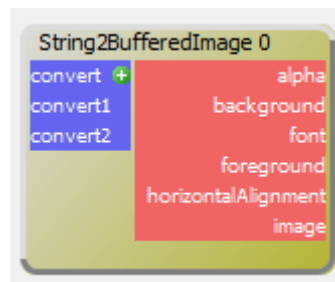 String2BufferedImage 0
convert alpha
convert1 background
convert2 font
foreground
horizontalAlignment
image